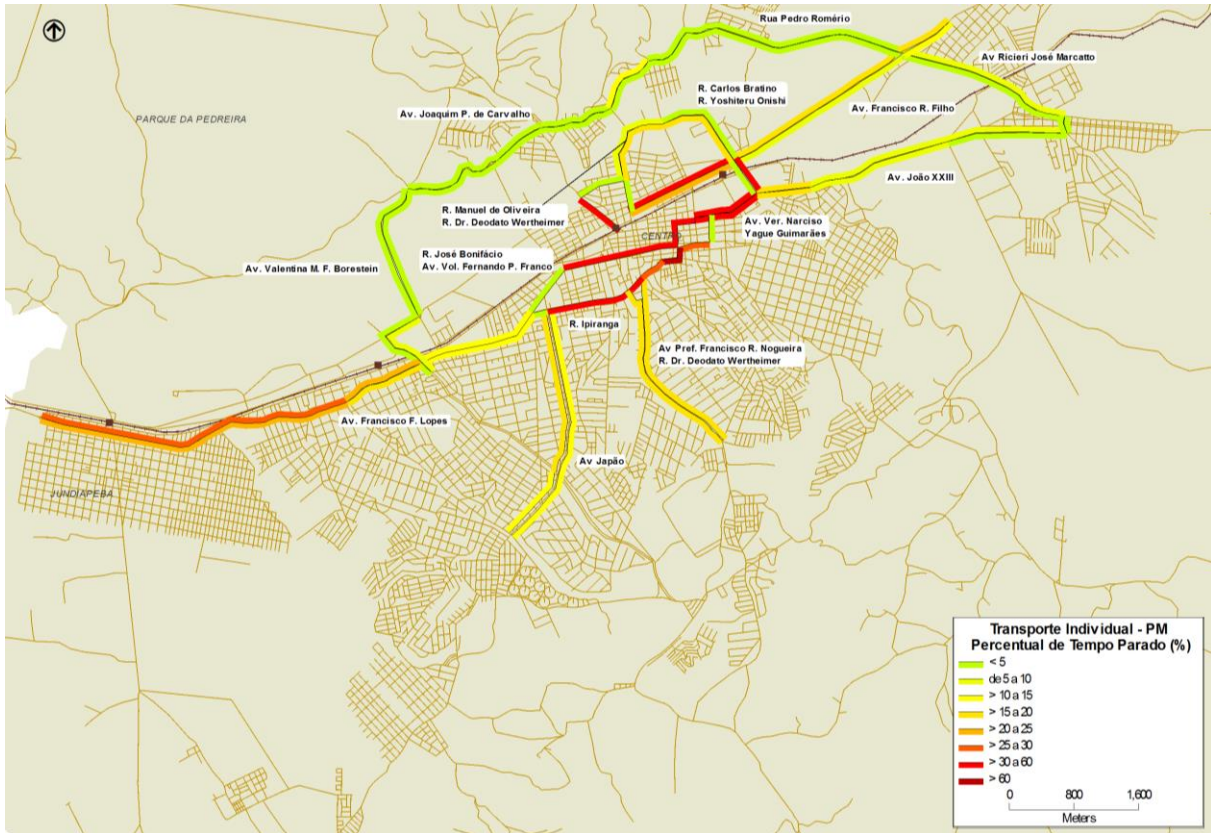 Rua Pedro Romério
Av Ricieri José Marcatto
R. Carlos Bratino
R. Yoshiteru Onishi
Av. Francisco R. Filho
Av. Joaquim P. de Carvalho
PARQUE DA PEDREIRA
Av. João XXIII
R. Manuel de Oliveira
R. Dr. Deodato Wertheimer
Av. Ver. Narciso
Yague Guimarães
CENTRO
R. José Bonifácio
Av. Vol. Fernando P. Franco
Av. Valentina M. F. Borestein
R. Ipiranga
Av Pref. Francisco R. Nogueira
R. Dr. Deodato Wertheimer
Av. Francisco F. Lopes
Av Japão
JUNDIAPEBA
Transporte Individual - PM
Percentual de Tempo Parado (%)
< 5
de 5 a 10
> 10 a 15
> 15 a 20
> 20 a 25
> 25 a 30
> 30 a 60
> 60
0 800 1,600
Meters